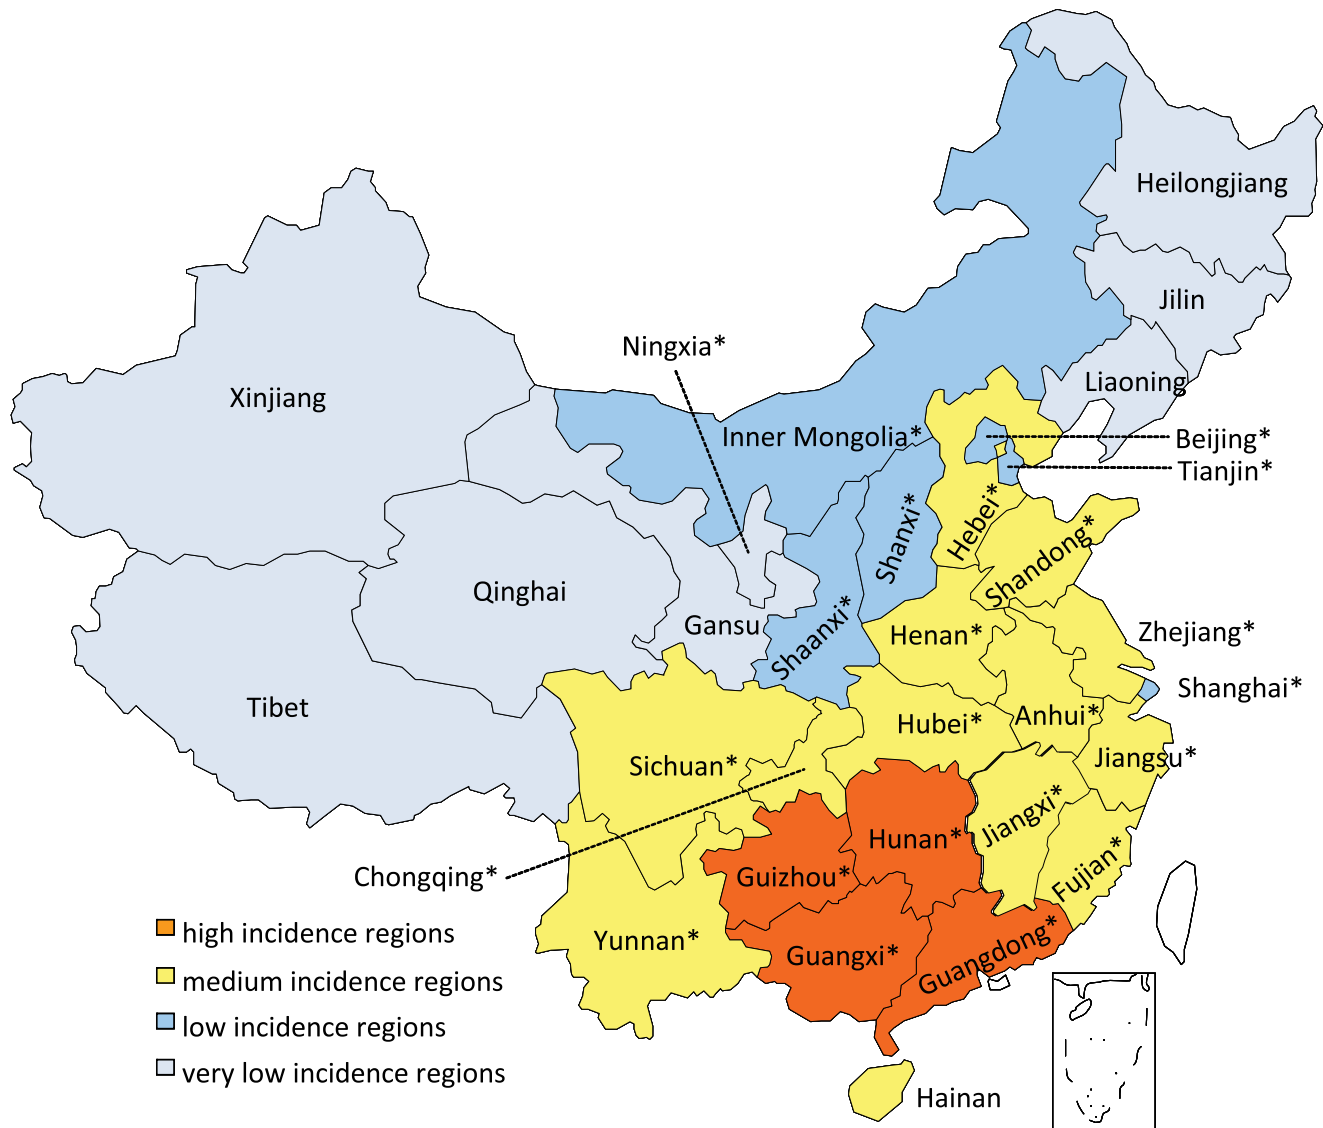 Heilongjiang
Jilin
Ningxia*
Liaoning
Xinjiang
Inner Mongolia*
Beijing*
Tianjin*
Hebei*
Shanxi*
Shandong*
Qinghai
Gansu
Shaanxi*
Henan*
Zhejiang*
Shanghai*
Tibet
Hubei*
Anhui*
Sichuan*
Jiangsu*
Jiangxi*
Hunan*
Fujian*
Chongqing*
Guizhou*
Yunnan*
Guangxi*
Guangdong*
high incidence regions
medium incidence regions
low incidence regions
very low incidence regions
Hainan